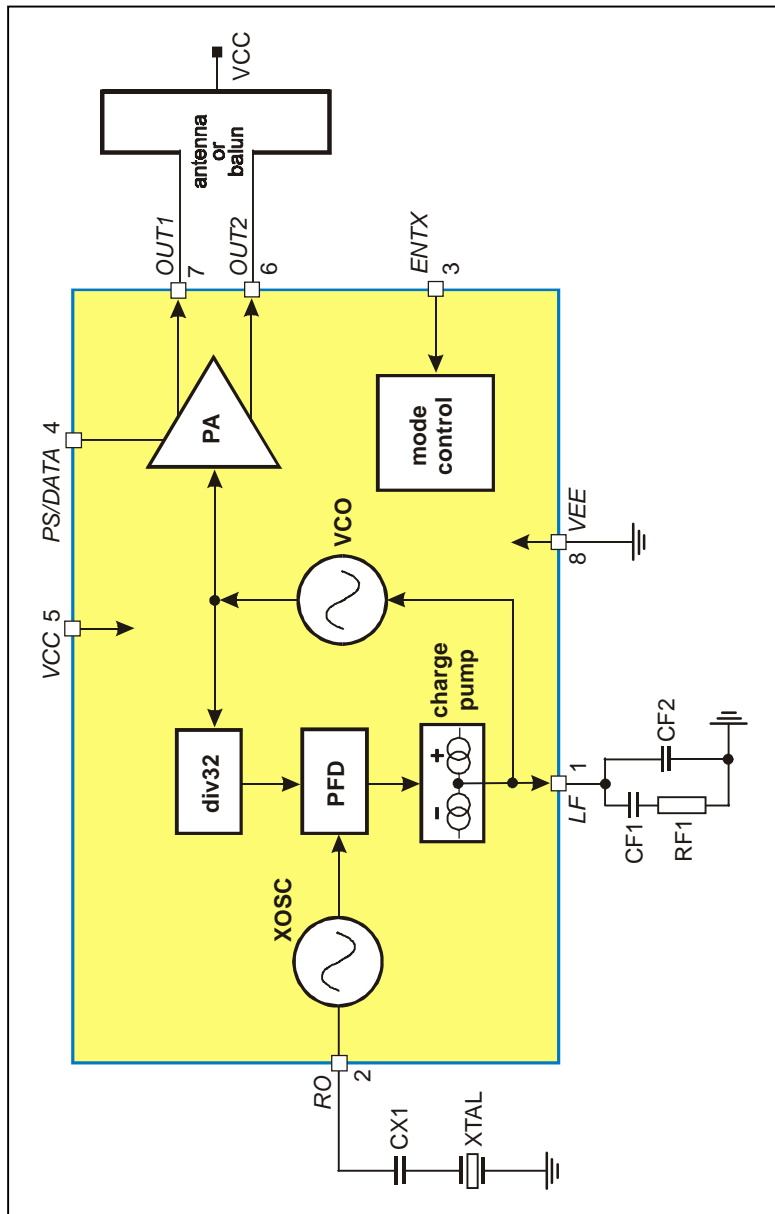 VCC
antenna
or
balun
OUT1
7
OUT2
6
ENTX
3
PS/DATA 4
PA
mode
control
VCC 5
VCO
VEE
8
div32
PFD
charge
pump
- +
XOSC
LF
1
CF1
RF1
CF2
RO
2
CX1
XTAL